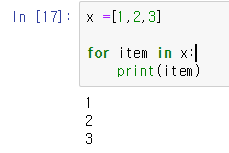 In [17]: x =[1,2,3]
for item in x:
    print(item)
1
2
3